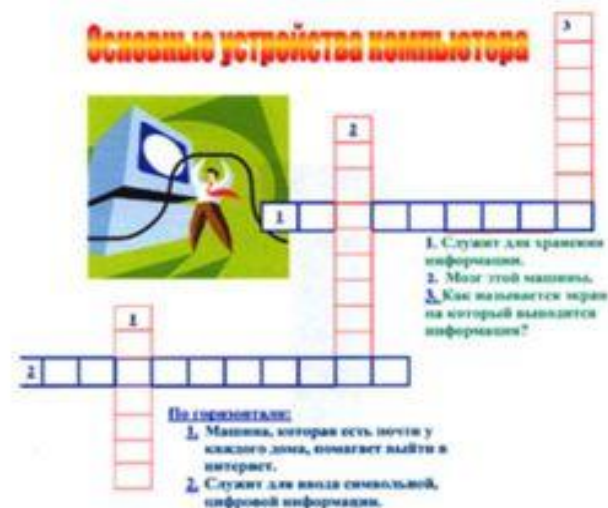 Основные устройства компьютера
3
2
1
1. Служит для хранения
информации.
2. Мозг этой машины.
3. Как называется экран
на который выводится
информация?
1
2
По горизонтали:
1. Машина, которая есть почти у
каждого дома, помагает выйти в
интернет.
2. Служит для ввода символьной,
цифровой информации.